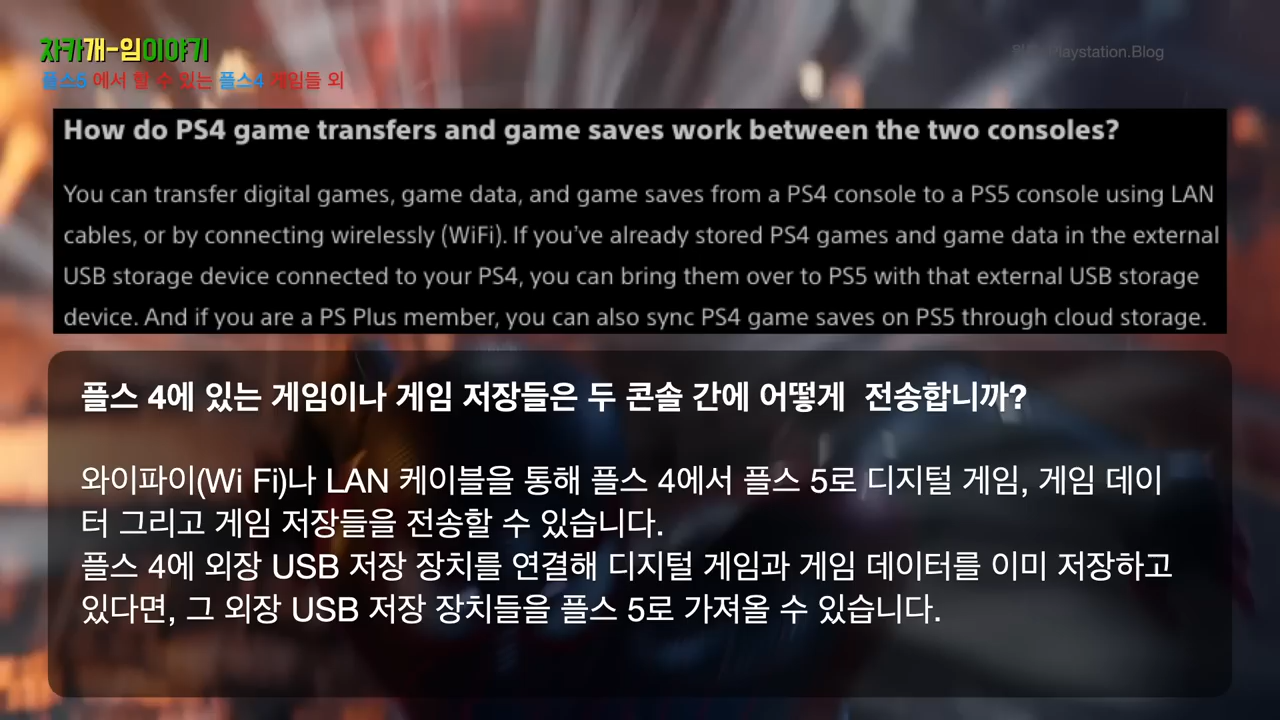 자카개-임이야기
플스5 에서 할 수 있는 플스4 게임들 외
Playstation.Blog
How do PS4 game transfers and game saves work between the two consoles?
You can transfer digital games, game data, and game saves from a PS4 console to a PS5 console using LAN
cables, or by connecting wirelessly (WiFi). If you’ve already stored PS4 games and game data in the external
USB storage device connected to your PS4, you can bring them over to PS5 with that external USB storage
device. And if you are a PS Plus member, you can also sync PS4 game saves on PS5 through cloud storage.
플스 4에 있는 게임이나 게임 저장들은 두 콘솔 간에 어떻게 전송합니까?
와이파이(Wi Fi)나 LAN 케이블을 통해 플스 4에서 플스 5로 디지털 게임, 게임 데이
터 그리고 게임 저장들을 전송할 수 있습니다.
플스 4에 외장 USB 저장 장치를 연결해 디지털 게임과 게임 데이터를 이미 저장하고
있다면, 그 외장 USB 저장 장치들을 플스 5로 가져올 수 있습니다.